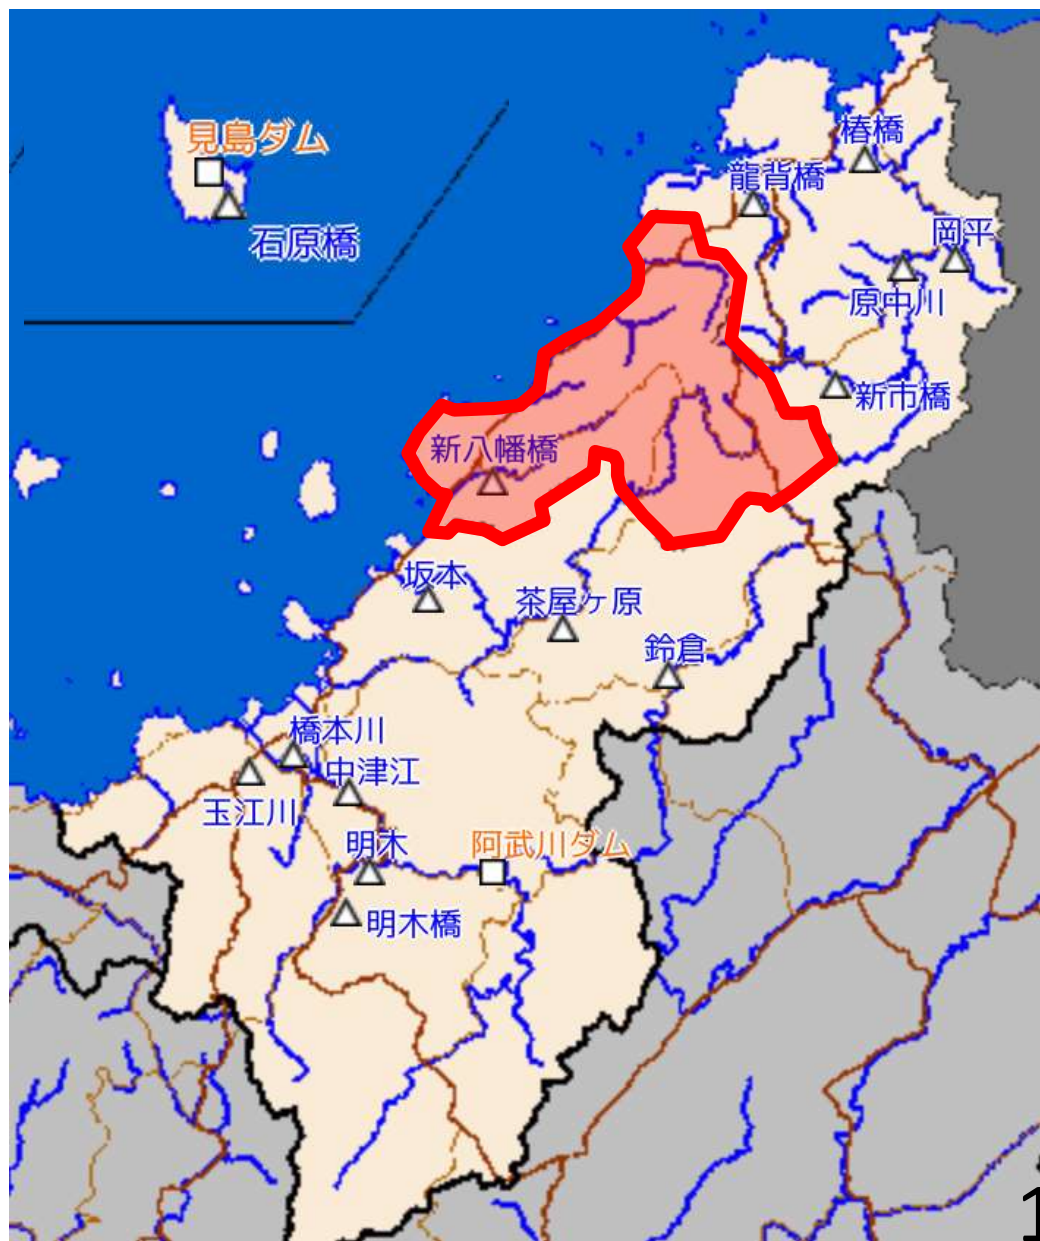 見島ダム
石原橋
椿橋
龍背橋
岡平
原中川
新市橋
新八幡橋
坂本
茶屋ヶ原
鈴倉
橋本川
中津江
玉江川
明木
阿武川ダム
明木橋
1